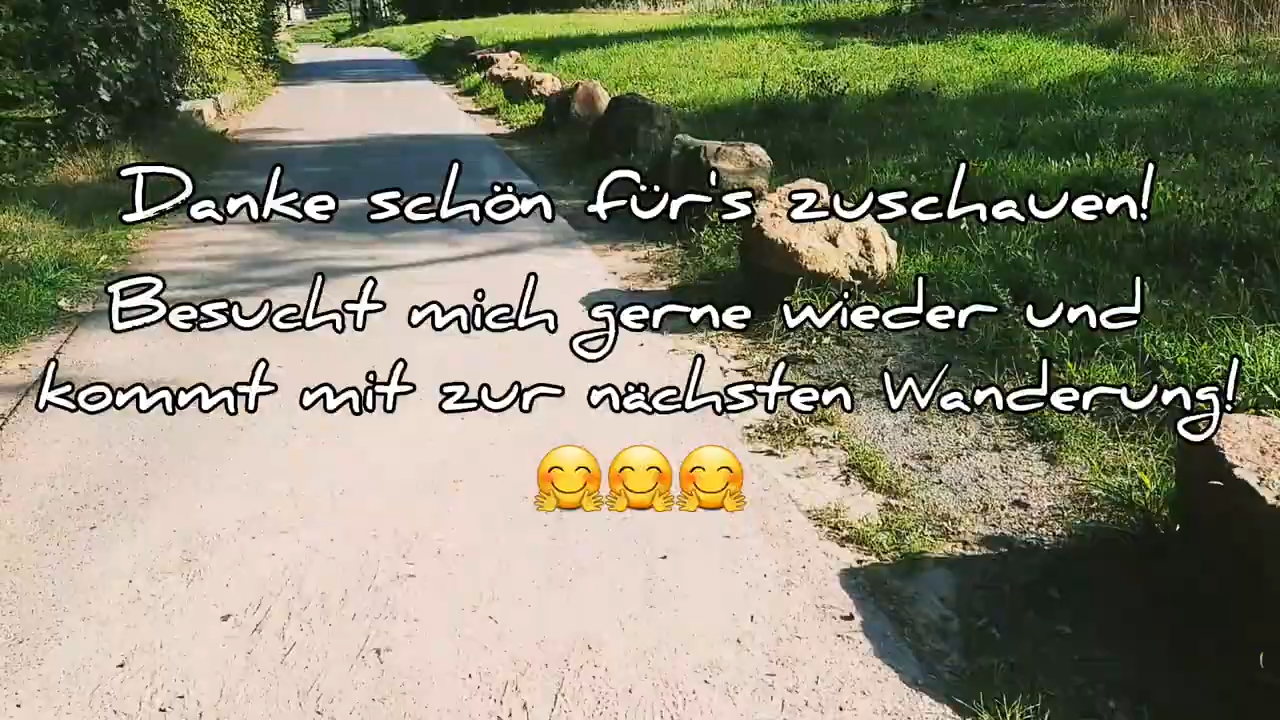 Danke schön für's zuschauen!
Besucht mich gerne wieder und
kommt mit zur nächsten Wanderung!
🤗🤗🤗